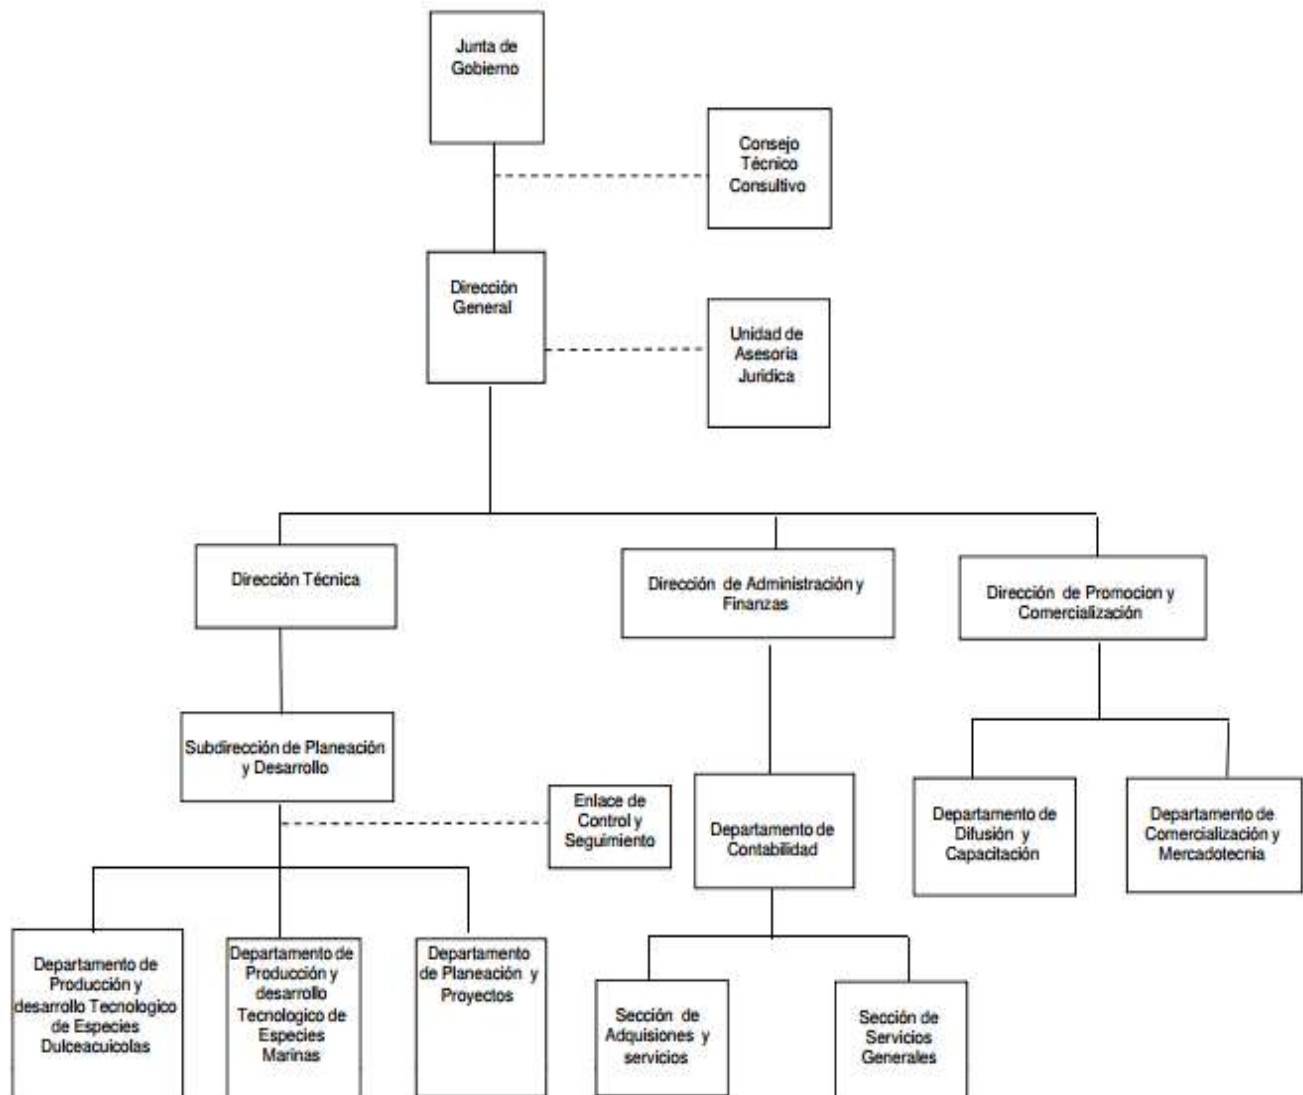 Junta de
Gobierno
Consejo
Técnico
Consultivo
Dirección
General
Unidad de
Asesoria
Juridica
Dirección Técnica
Dirección de Administración y
Finanzas
Dirección de Promocion y
Comercialización
Subdirección de Planeación
y Desarrollo
Enlace de
Control y
Seguimiento
Departamento de
Contabilidad
Departamento de
Difusión y
Capacitación
Departamento de
Comercialización y
Mercadotecnia
Departamento de
Producción y
desarrollo Tecnologico
de Especies
Dulceacuicolas
Departamento de
Producción y
desarrollo
Tecnologico de
Especies
Marinas
Departamento
de Planeación y
Proyectos
Sección de
Adquisiones y
servicios
Sección de
Servicios
Generales